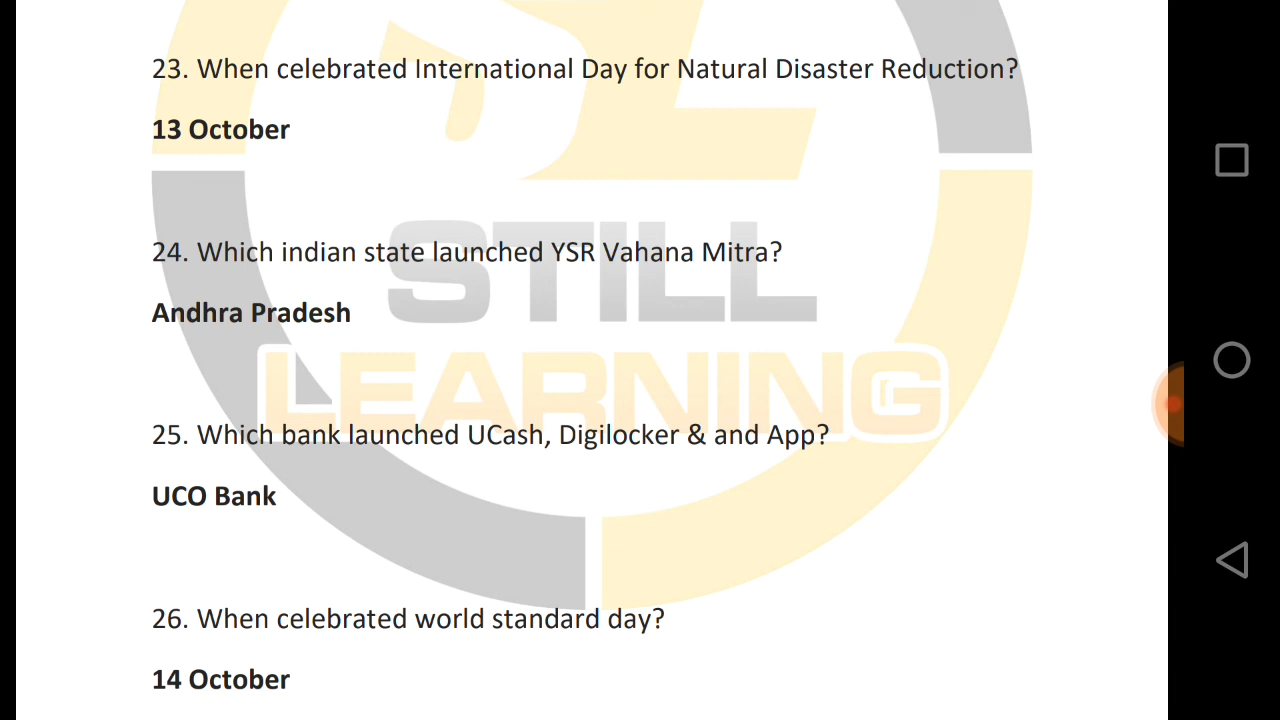 23. When celebrated International Day for Natural Disaster Reduction?
13 October
24. Which indian state launched YSR Vahana Mitra?
Andhra Pradesh
STILL
LEARNING
25. Which bank launched UCash, Digilocker & and App?
UCO Bank
26. When celebrated world standard day?
14 October